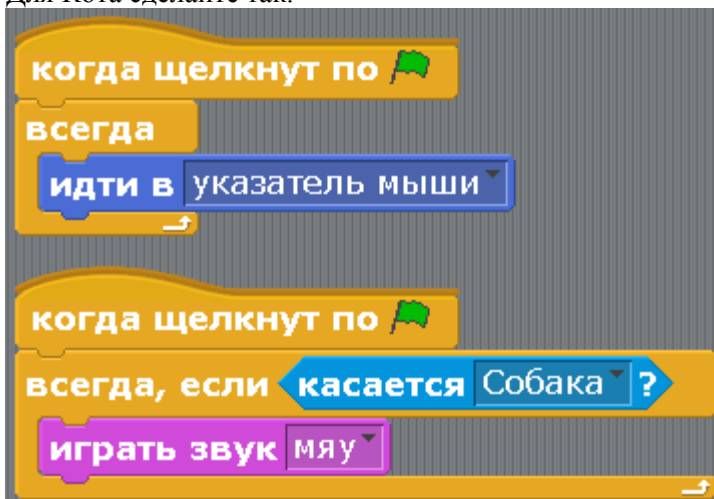 Для Кота сделайте так:
когда щелкнут по
всегда
идти в указатель мыши
когда щелкнут по
всегда, если касается Собака ?
играть звук мяу